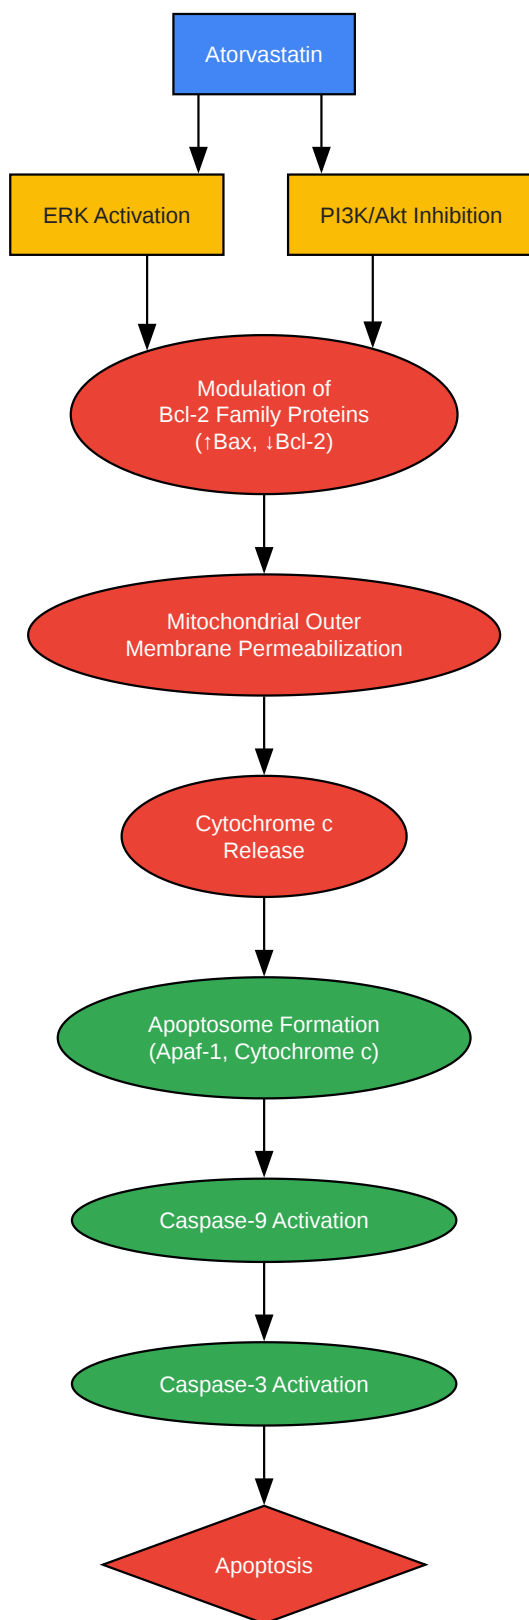 Atorvastatin
ERK Activation
PI3K/Akt Inhibition
Modulation of
Bcl-2 Family Proteins
(↑Bax, ↓Bcl-2)
Mitochondrial Outer
Membrane Permeabilization
Cytochrome c
Release
Apoptosome Formation
(Apaf-1, Cytochrome c)
Caspase-9 Activation
Caspase-3 Activation
Apoptosis